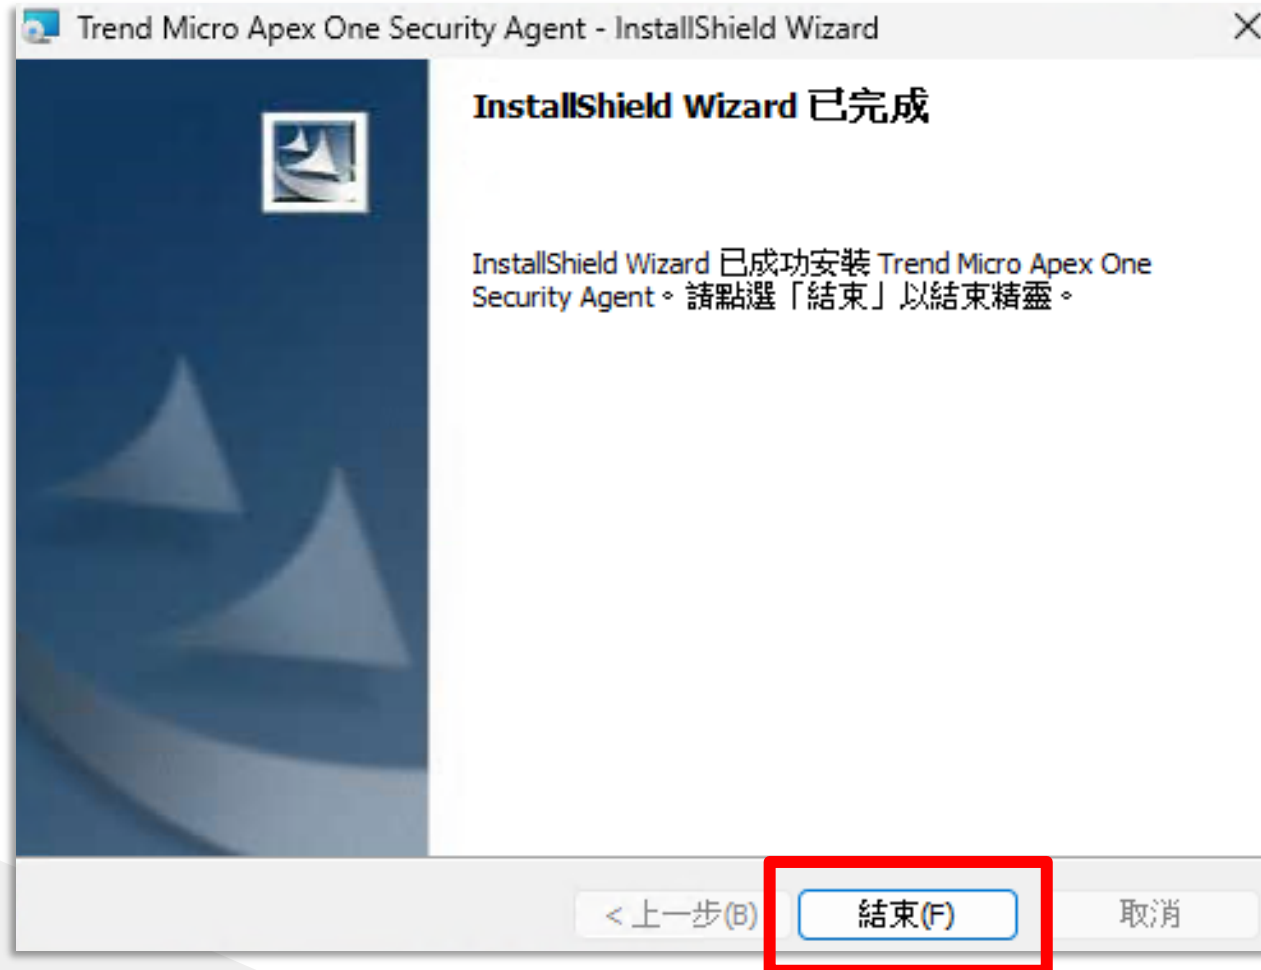 Trend Micro Apex One Security Agent - InstallShield Wizard
InstallShield Wizard 已完成
InstallShield Wizard 已成功安裝 Trend Micro Apex One
Security Agent。請點選「結束」以結束精靈。
< 上一步(B)
結束(F)
取消